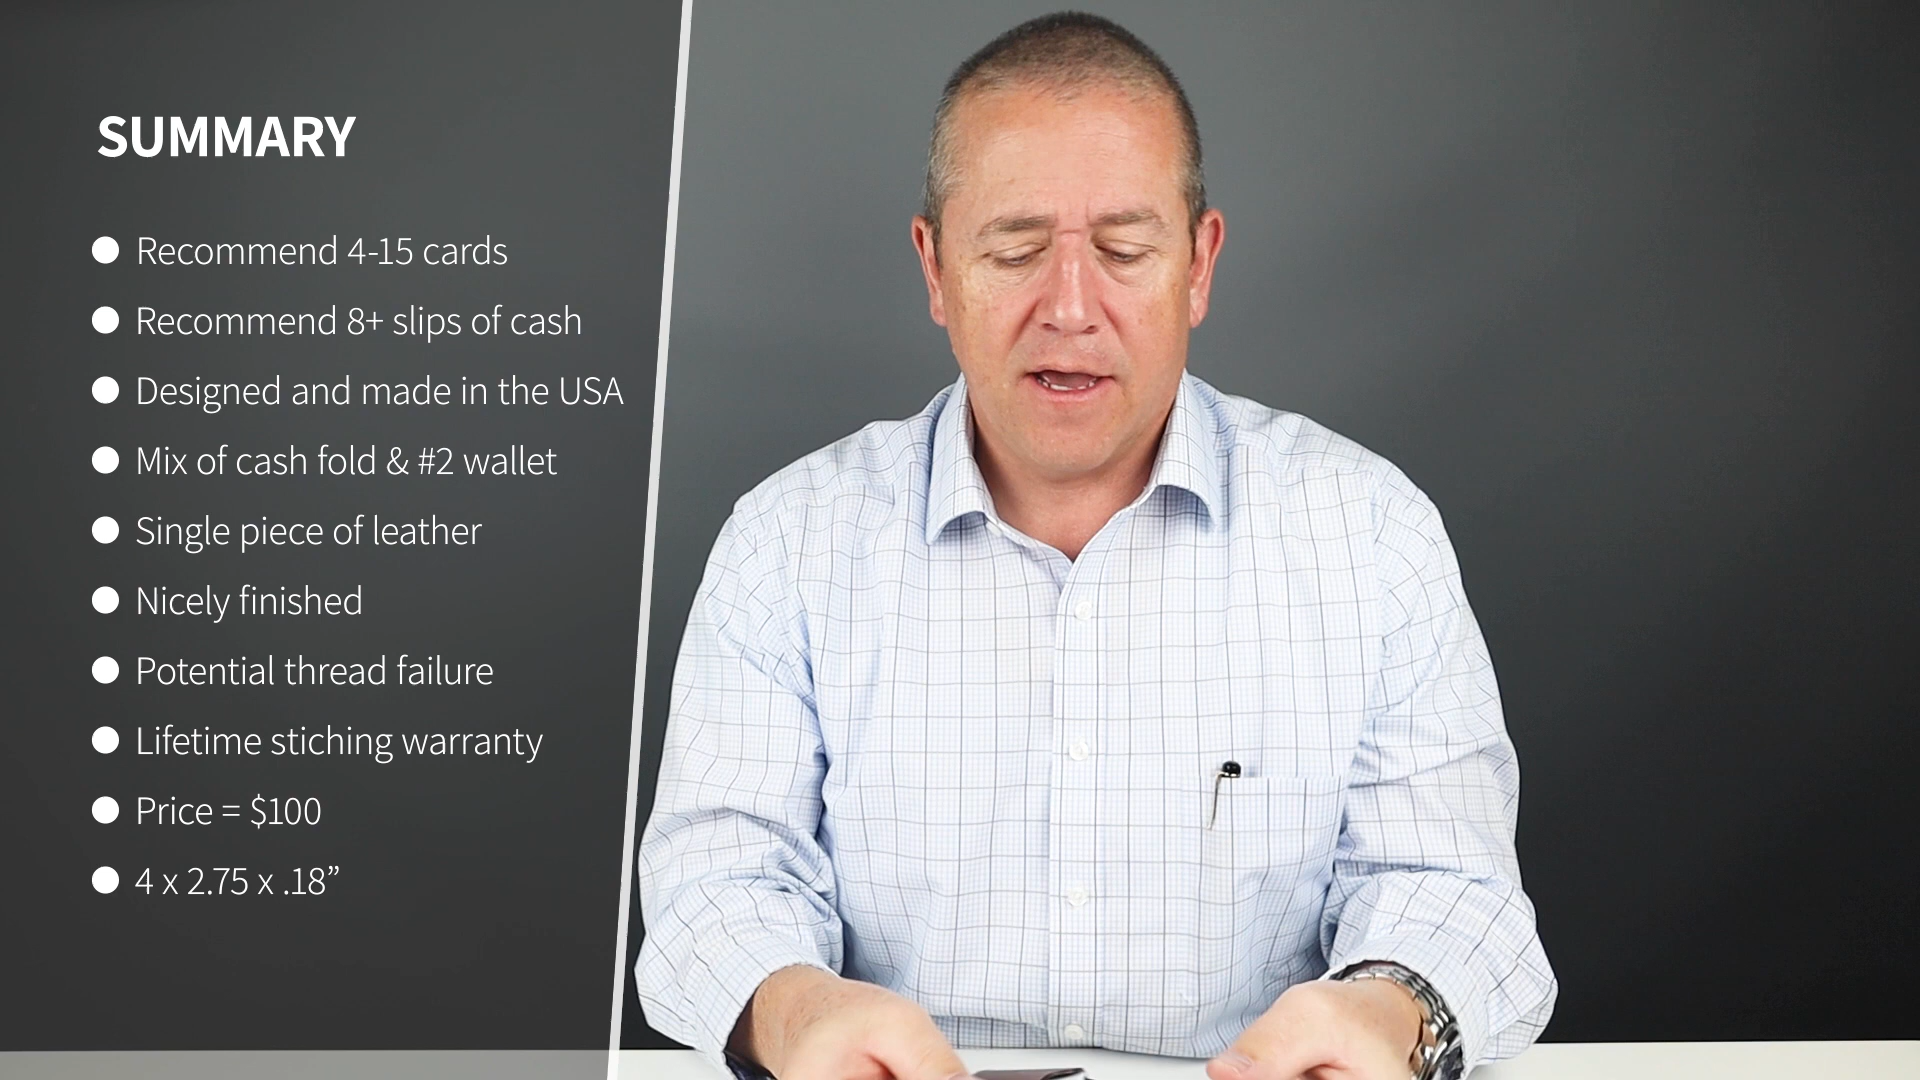 SUMMARY
Recommend 4-15 cards
Recommend 8+ slips of cash
Designed and made in the USA
Mix of cash fold & #2 wallet
Single piece of leather
Nicely finished
Potential thread failure
Lifetime stiching warranty
Price = $100
4 x 2.75 x .18”